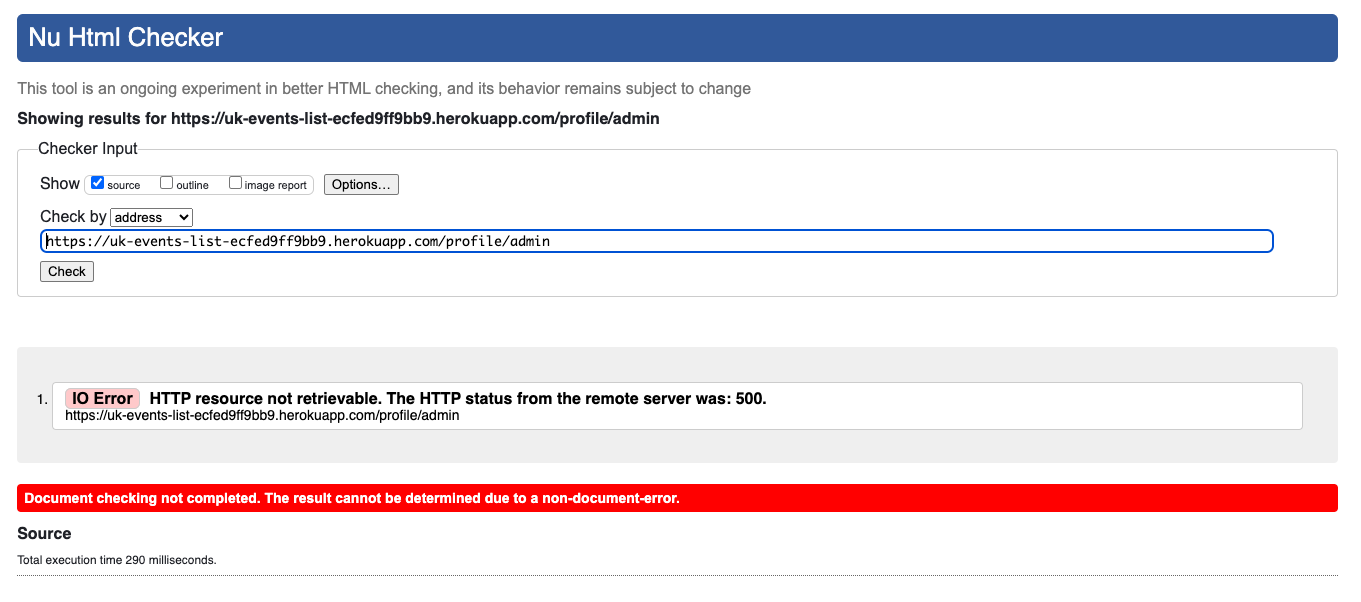 Nu Html Checker
This tool is an ongoing experiment in better HTML checking, and its behavior remains subject to change
Showing results for https://uk-events-list-ecfed9ff9bb9.herokuapp.com/profile/admin
Checker Input
Show source outline image report Options...
Check by address
https://uk-events-list-ecfed9ff9bb9.herokuapp.com/profile/admin
Check
1. IO Error HTTP resource not retrievable. The HTTP status from the remote server was: 500.
https://uk-events-list-ecfed9ff9bb9.herokuapp.com/profile/admin
Document checking not completed. The result cannot be determined due to a non-document-error.
Source
Total execution time 290 milliseconds.